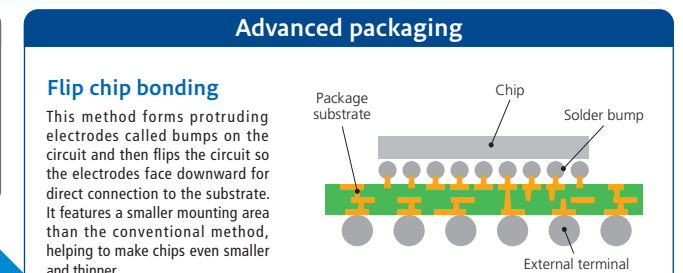 Advanced packaging
Flip chip bonding
This method forms protruding
electrodes called bumps on the
circuit and then flips the circuit so
the electrodes face downward for
direct connection to the substrate.
It features a smaller mounting area
than the conventional method,
helping to make chips even smaller
and thinner
Package
substrate
Chip
Solder bump
External terminal